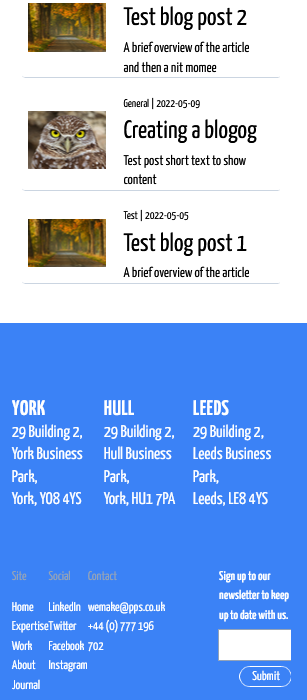 Test blog post 2
A brief overview of the article
and then a nit momee
General | 2022-05-09
Creating a blogog
Test post short text to show
content
Test | 2022-05-05
Test blog post 1
A brief overview of the article
YORK
29 Building 2,
York Business
Park,
York, YO8 4YS
HULL
29 Building 2,
Hull Business
Park,
York, HU1 7PA
LEEDS
29 Building 2,
Leeds Business
Park,
Leeds, LE8 4YS
Site
Home
Expertise
Work
About
Journal
Social
LinkedIn
Twitter
Facebook
Instagram
Contact
wemake@pps.co.uk
+44 (0) 777 196
702
Sign up to our
newsletter to keep
up to date with us.
Submit